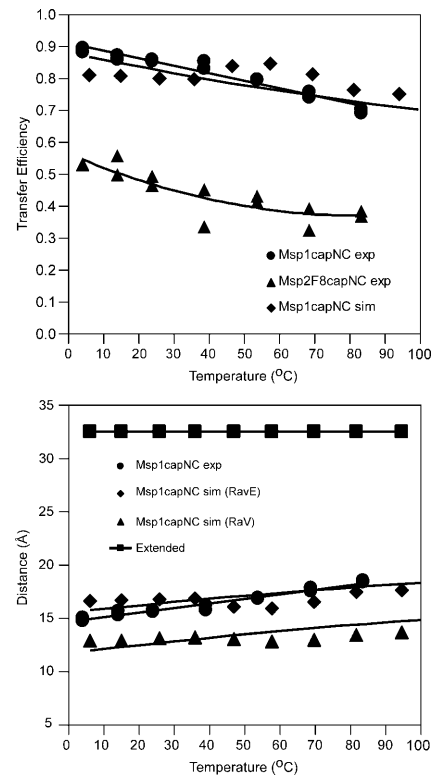 1.0
0.9
0.8
0.7
0.6
0.5
0.4
0.3
0.2
0.1
0.0
Transfer Efficiency
Msp1capNC exp
Msp2F8capNC exp
Msp1capNC sim
0 10 20 30 40 50 60 70 80 90 100
Temperature (°C)
35
30
25
20
15
10
5
Distance (Å)
Msp1capNC exp
Msp1capNC sim (RavE)
Msp1capNC sim (RaV)
Extended
0 10 20 30 40 50 60 70 80 90 100
Temperature (°C)